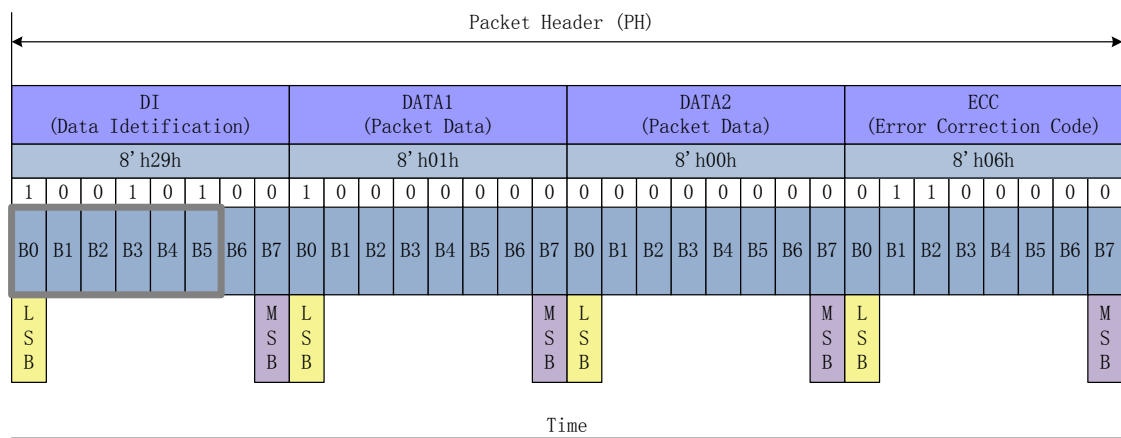 Packet Header (PH)
DI DATA1 DATA2 ECC
(Data Idetification) (Packet Data) (Packet Data) (Error Correction Code)
8'h29h 8'h01h 8'h00h 8'h06h
1 0 0 1 0 1 0 0 1 0 0 0 0 0 0 0 0 0 0 0 0 0 0 0 0 1 1 0 0 0 0 0
B0 B1 B2 B3 B4 B5 B6 B7 B0 B1 B2 B3 B4 B5 B6 B7 B0 B1 B2 B3 B4 B5 B6 B7 B0 B1 B2 B3 B4 B5 B6 B7
L M L M L M L M
S S S S S S S S
B B B B B B B B
Time